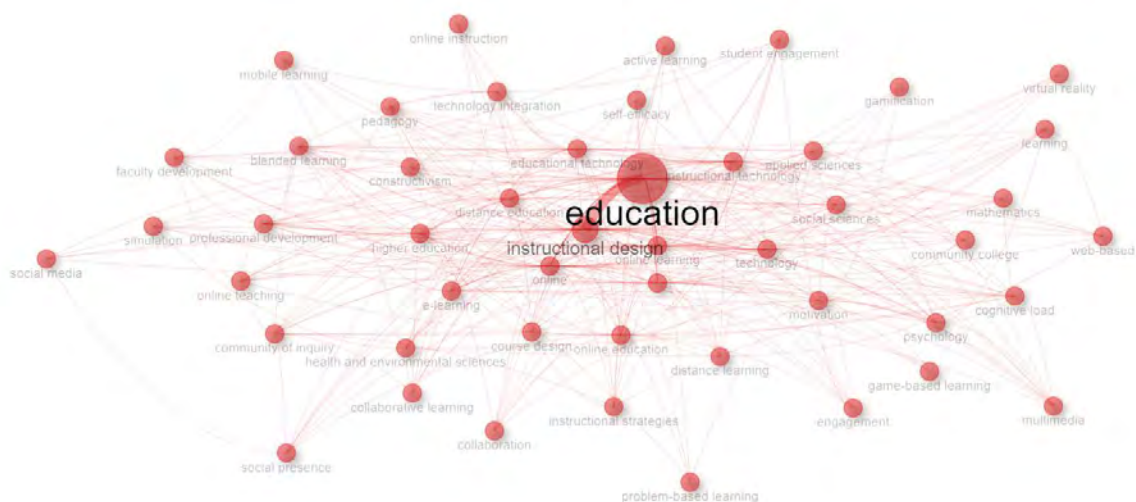 online instruction
student engagement
active learning
mobile learning
virtual reality
gamification
technology integration
self-efficacy
pedagogy
learning
blended learning
educational technology
applied sciences
faculty development
constructivism
instructional technology
distance education
education
social sciences
mathematics
simulation
professional development
higher education
instructional design
online learning
technology
community college
web-based
social media
online
online teaching
e-learning
motivation
cognitive load
community of inquiry
health and environmental sciences
course design
online education
psychology
distance learning
game-based learning
collaborative learning
instructional strategies
engagement
multimedia
collaboration
social presence
problem-based learning